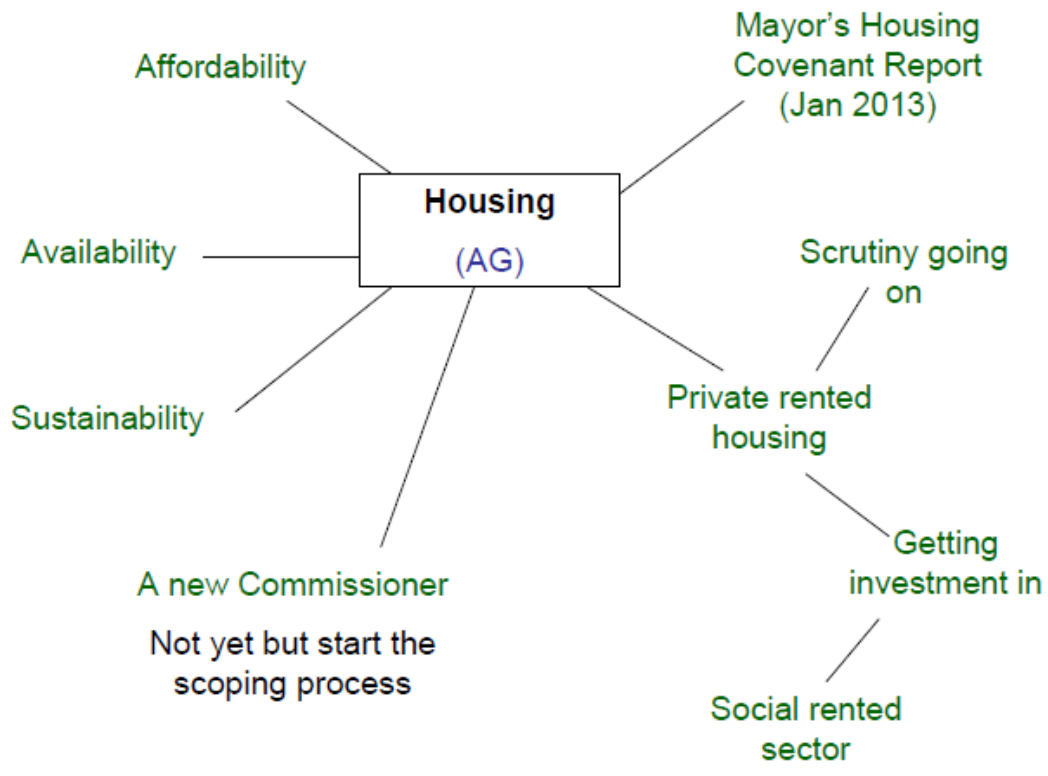 Affordability
Mayor's Housing
Covenant Report
(Jan 2013)
Housing
(AG)
Availability
Scrutiny going
on
Sustainability
Private rented
housing
Getting
investment in
A new Commissioner
Not yet but start the
scoping process
Social rented
sector